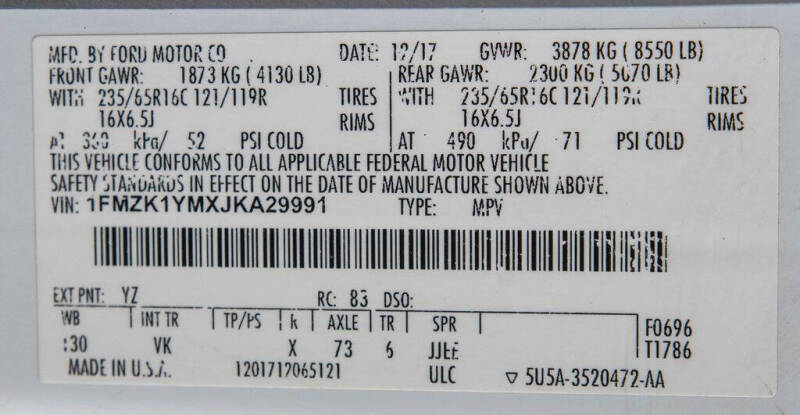 MFD. BY FORD MOTOR CO DATE: 12/17 GVWR: 3878 KG ( 8550 LB)
FRONT GAWR: 1873 KG ( 4130 LB) REAR GAWR: 2300 KG ( 5070 LB)
WITH 235/65R16C 121/119R TIRES WITH 235/65R16C 121/119R TIRES
16X6.5J RIMS 16X6.5J RIMS
AT 360 kPa/ 52 PSI COLD AT 490 kPa/ 71 PSI COLD
THIS VEHICLE CONFORMS TO ALL APPLICABLE FEDERAL MOTOR VEHICLE
SAFETY STANDARDS IN EFFECT ON THE DATE OF MANUFACTURE SHOWN ABOVE.
VIN: 1FMZK1YMXJKA29991 TYPE: MPV
EXT PNT: YZ RC: 83 DSO:
WB INT TR TP/PS R AXLE TR SPR F0696
30 VK X 73 6 JJEE T1786
MADE IN U.S.A. 1201712065121 ULC ▽ 5U5A-3520472-AA